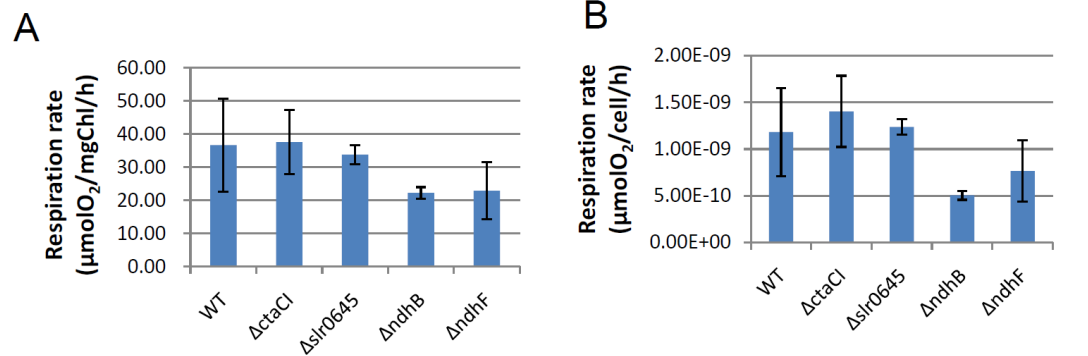 A
Respiration rate
(µmolO₂/mgChl/h)
60.00
50.00
40.00
30.00
20.00
10.00
0.00
WT
ΔctaCI
Δslr0645
ΔndhB
ΔndhF
B
Respiration rate
(µmolO₂/cell/h)
2.00E-09
1.50E-09
1.00E-09
5.00E-10
0.00E+00
WT
ΔctaCI
Δslr0645
ΔndhB
ΔndhF